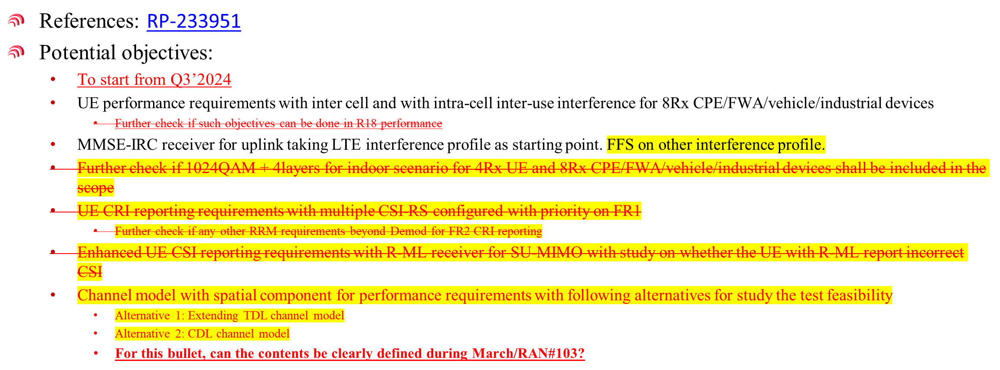 References: RP-233951
Potential objectives:
• To start from Q3’2024
• UE performance requirements with inter cell and with intra-cell inter-use interference for 8Rx CPE/FWA/vehicle/industrial devices
• Further check if such objectives can be done in R18 performance
• MMSE-IRC receiver for uplink taking LTE interference profile as starting point. FFS on other interference profile.
• Further check if 1024QAM + 4layers for indoor scenario for 4Rx UE and 8Rx CPE/FWA/vehicle/industrial devices shall be included in the
scope
• UE CRI reporting requirements with multiple CSI-RS configured with priority on FR1
• Further check if any other RRM requirements beyond Demod for FR2 CRI reporting
• Enhanced UE CSI reporting requirements with R-ML receiver for SU-MIMO with study on whether the UE with R-ML report incorrect
CSI
• Channel model with spatial component for performance requirements with following alternatives for study the test feasibility
• Alternative 1: Extending TDL channel model
• Alternative 2: CDL channel model
• For this bullet, can the contents be clearly defined during March/RAN#103?